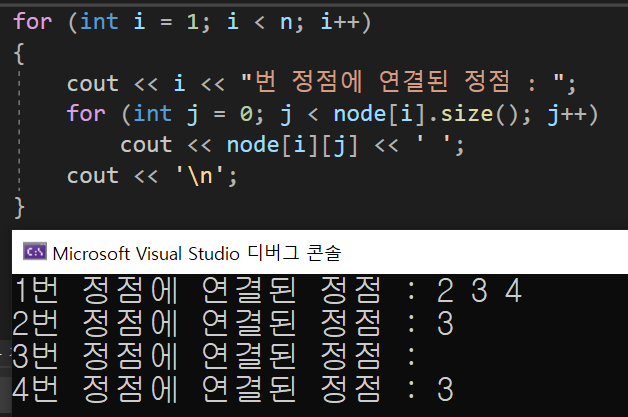 for (int i = 1; i < n; i++)
{
cout << i << "번 정점에 연결된 정점 : ";
for (int j = 0; j < node[i].size(); j++)
cout << node[i][j] << ' ';
cout << '\n';
}
Microsoft Visual Studio 디버그 콘솔
1번 정점에 연결된 정점 : 2 3 4
2번 정점에 연결된 정점 : 3
3번 정점에 연결된 정점 :
4번 정점에 연결된 정점 : 3